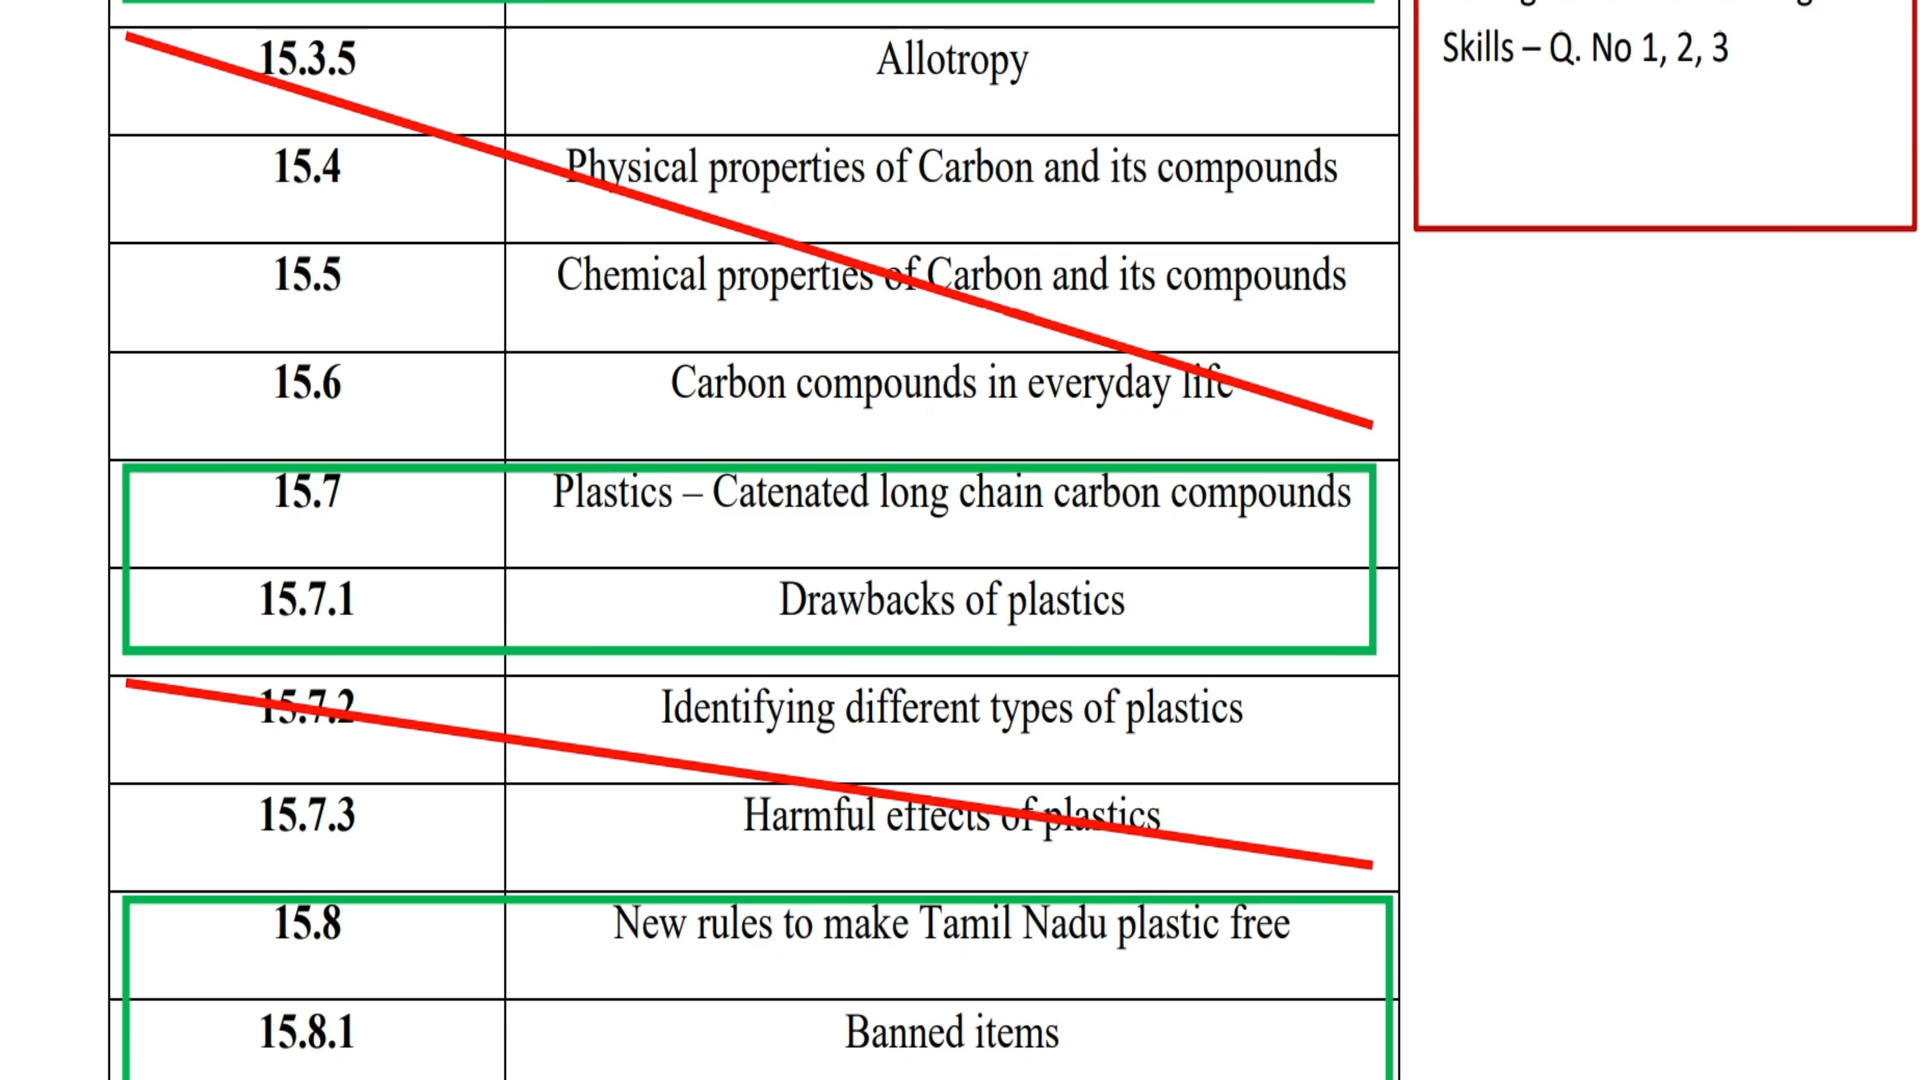 15.3.5 Allotropy
15.4 Physical properties of Carbon and its compounds
15.5 Chemical properties of Carbon and its compounds
15.6 Carbon compounds in everyday life
15.7 Plastics – Catenated long chain carbon compounds
15.7.1 Drawbacks of plastics
15.7.2 Identifying different types of plastics
15.7.3 Harmful effects of plastics
15.8 New rules to make Tamil Nadu plastic free
15.8.1 Banned items
Skills – Q. No 1, 2, 3